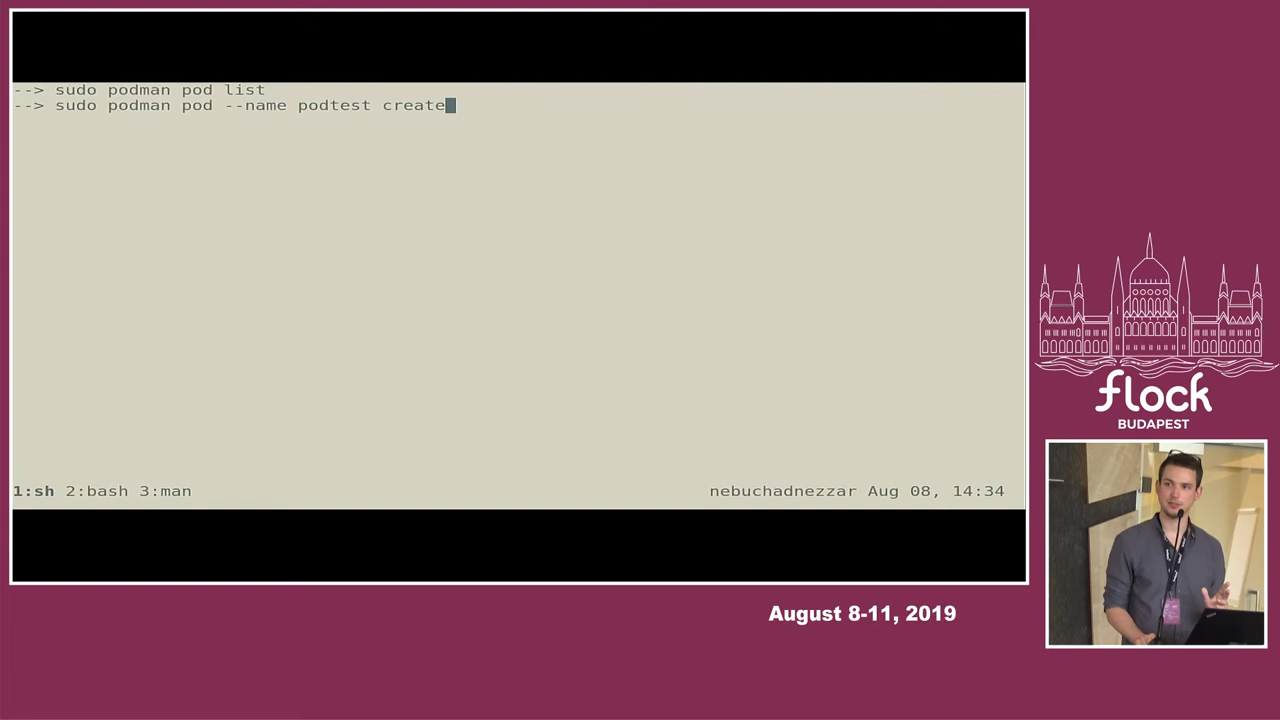 --> sudo podman pod list
--> sudo podman pod --name podtest create
1:sh 2:bash 3:man
nebuchadnezzar Aug 08, 14:34
flock
BUDAPEST
August 8-11, 2019